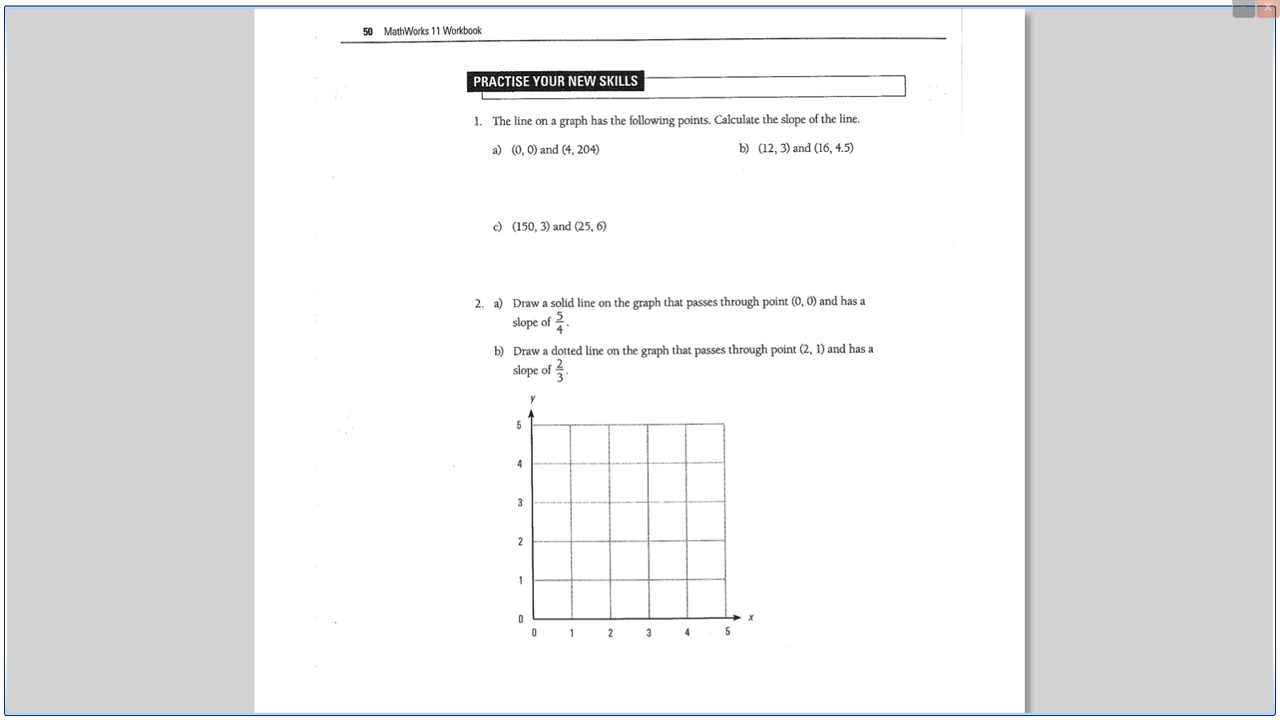 50 MathWorks 11 Workbook
PRACTISE YOUR NEW SKILLS
1. The line on a graph has the following points. Calculate the slope of the line.
a) (0, 0) and (4, 204) b) (12, 3) and (16, 4.5)
c) (150, 3) and (25, 6)
2. a) Draw a solid line on the graph that passes through point (0, 0) and has a
slope of 5/4.
b) Draw a dotted line on the graph that passes through point (2, 1) and has a
slope of 2/3.
y
5
4
3
2
1
0
x
0 1 2 3 4 5